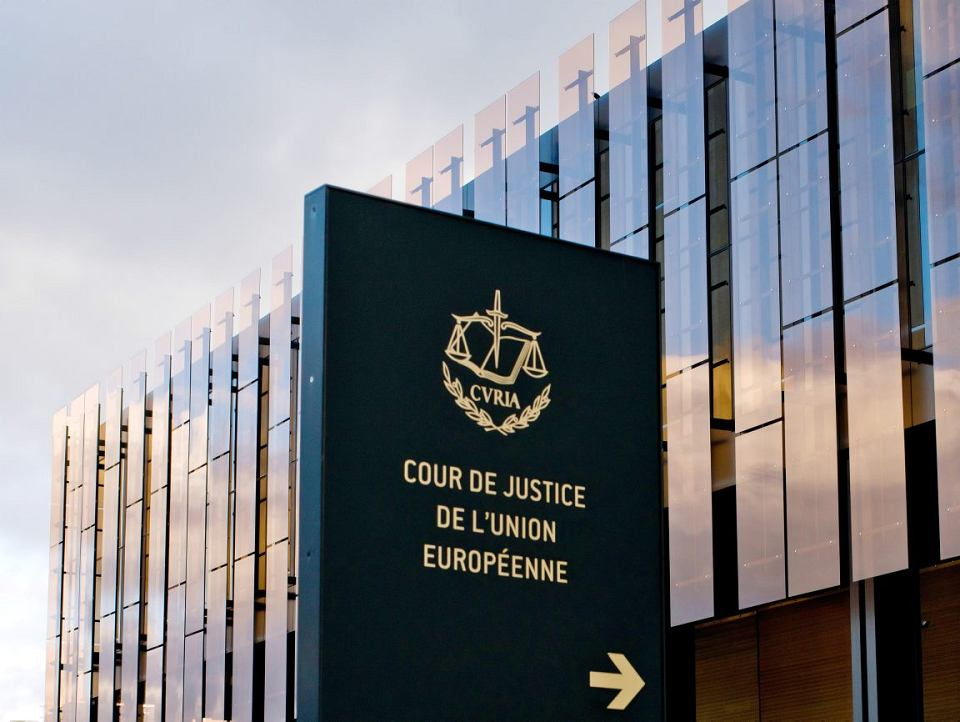 CVRIA
COUR DE JUSTICE
DE L'UNION
EUROPÉENNE